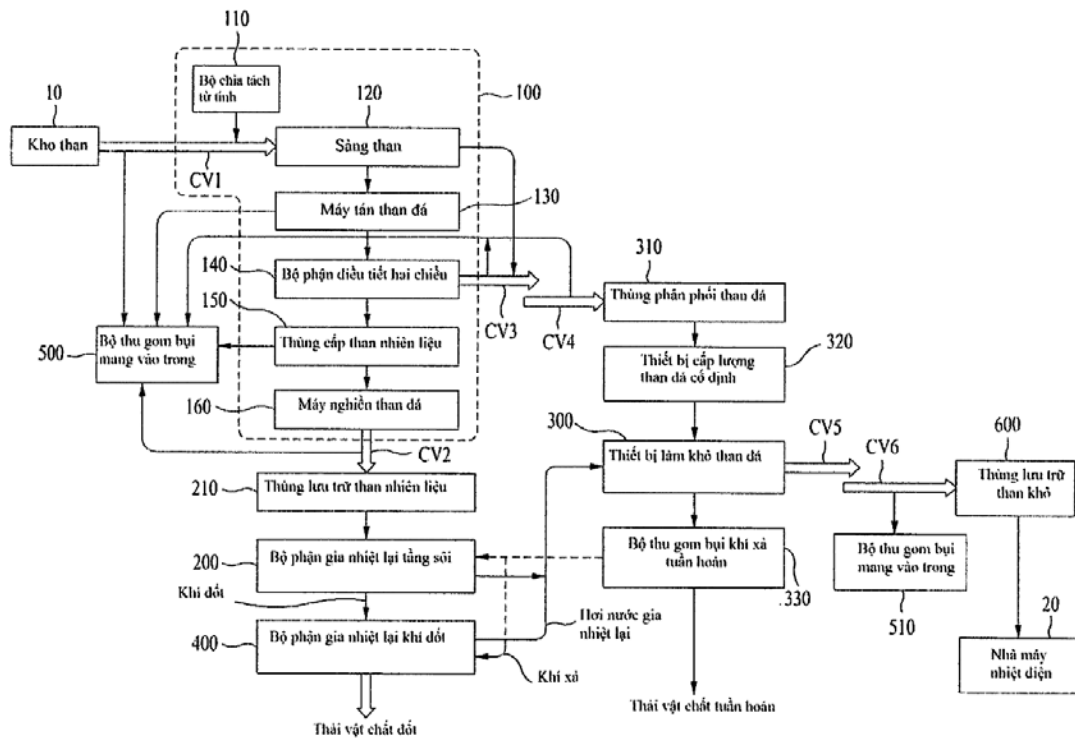 110
Bộ chia tách
từ tính
10
120
100
Kho than
Sàng than
CV1
Máy tán than đá
130
140
Bộ phận điều tiết hai chiều
310
Thùng phân phối than đá
CV3
CV4
150
Thùng cấp than nhiên liệu
500
Bộ thu gom bụi
mang vào trong
320
Thiết bị cấp lượng
than đá cố định
160
Máy nghiền than đá
CV2
300
Thiết bị làm khô than đá
CV5
CV6
600
Thùng lưu trữ
than khô
210
Thùng lưu trữ than nhiên liệu
Bộ thu gom bụi khí xả
tuần hoán
330
Bộ thu gom bụi
mang vào trong
510
200
Bộ phận gia nhiệt lại tầng sôi
Khí đốt
Hơi nước gia
nhiệt lại
400
Bộ phận gia nhiệt lại khí đốt
Khí xả
20
Nhà máy
nhiệt điện
Thải vật chất đốt
Thải vật chất tuần hoán